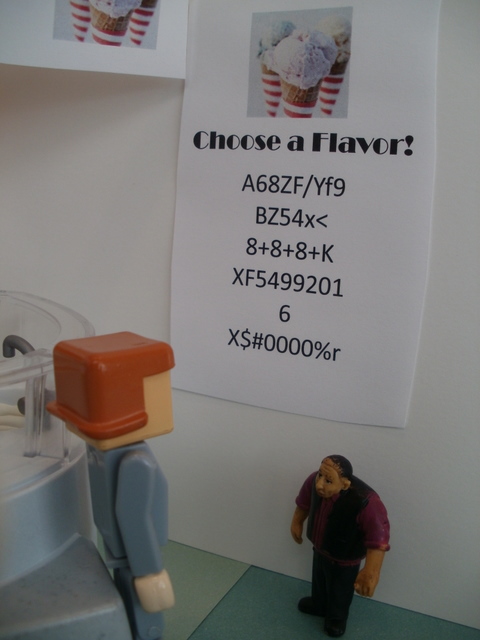 Choose a Flavor!
A68ZF/Yf9
BZ54x<
8+8+8+K
XF5499201
6
X$#0000%r